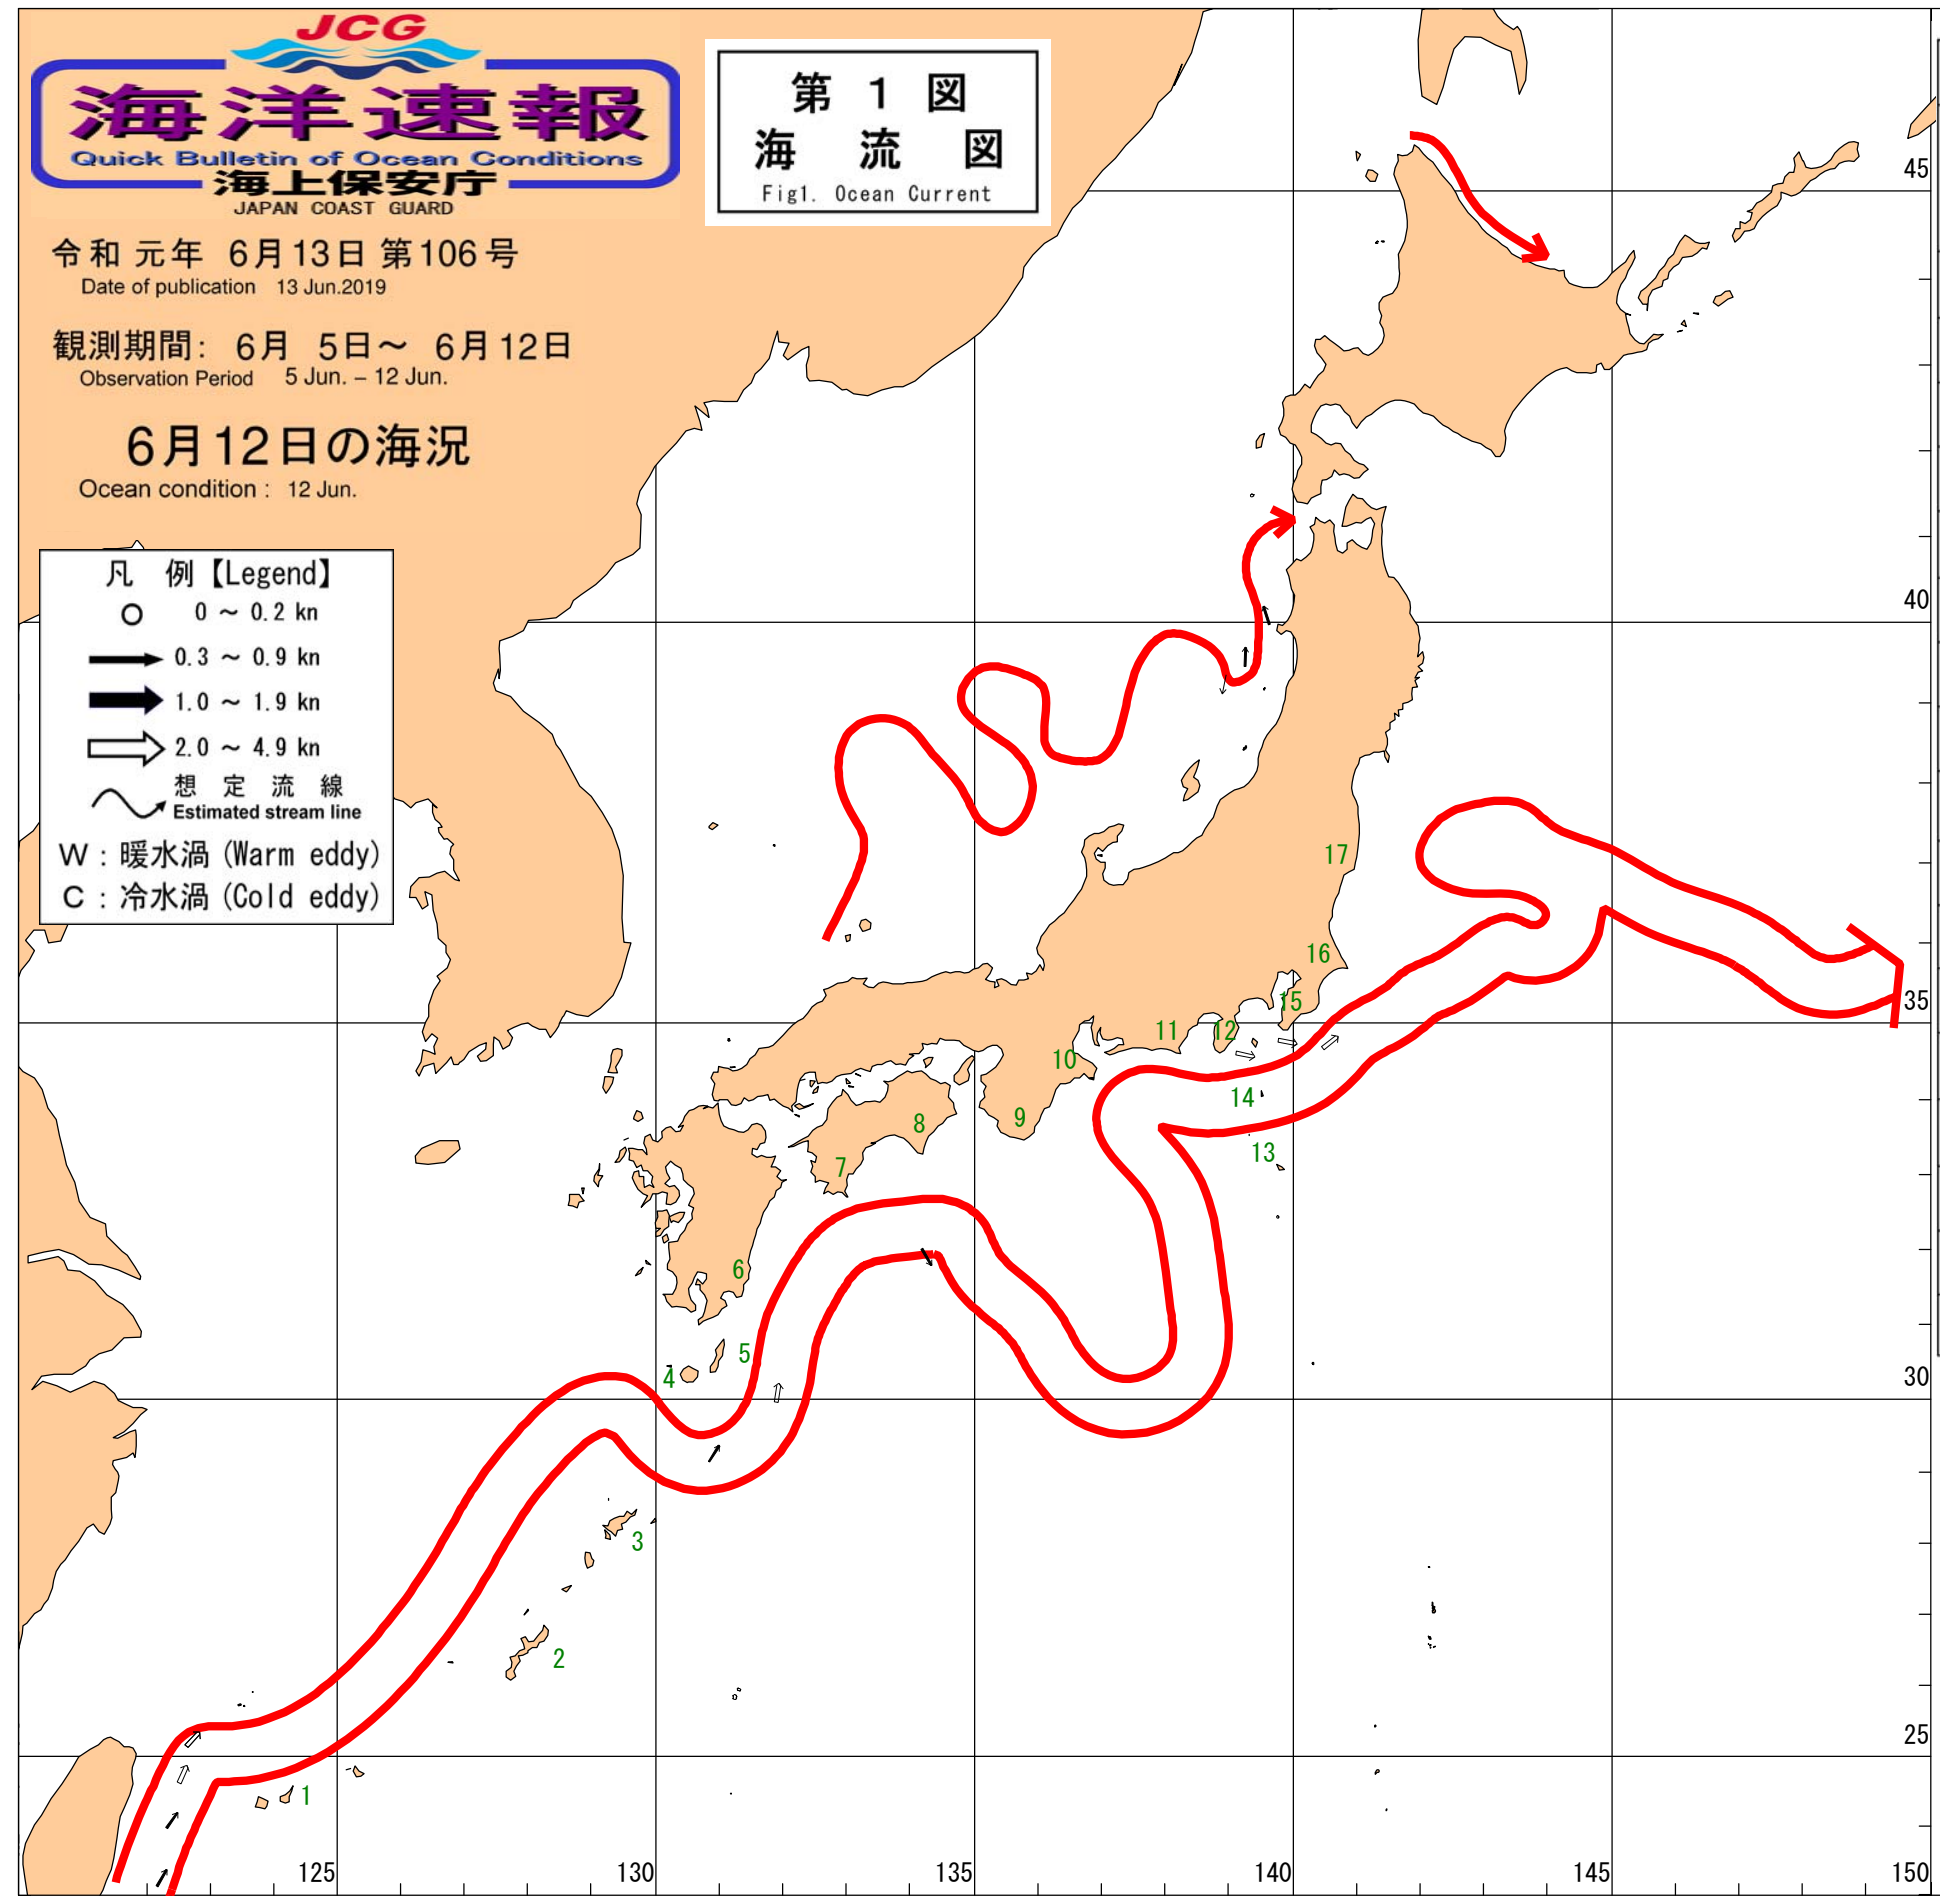 JCG
海洋速報
Quick Bulletin of Ocean Conditions
海上保安庁
JAPAN COAST GUARD
第 1 図
海 流 図
Fig1. Ocean Current
令和 元年 6月13日 第106号
Date of publication 13 Jun.2019
観測期間: 6月 5日～ 6月12日
Observation Period 5 Jun. – 12 Jun.
6月12日の海況
Ocean condition : 12 Jun.
凡 例【Legend】
0 ～ 0.2 kn
0.3 ～ 0.9 kn
1.0 ～ 1.9 kn
2.0 ～ 4.9 kn
想 定 流 線
Estimated stream line
W : 暖水渦 (Warm eddy)
C : 冷水渦 (Cold eddy)
45
40
17
16
35
15
12
11
10
14
9
8
13
7
6
5
4
30
3
2
25
1
125
130
135
140
145
150